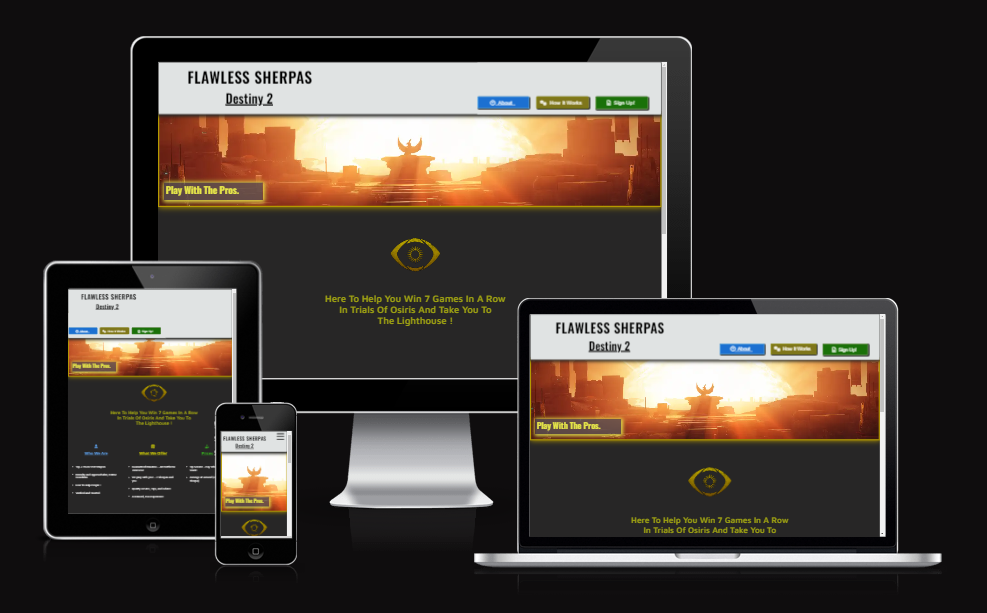 FLAWLESS SHERPAS
Destiny 2
About
How It Works
Sign Up!
Play With The Pros.
Here To Help You Win 7 Games In A Row
In Trials Of Osiris And Take You To
The Lighthouse !
FLAWLESS SHERPAS
Destiny 2
About
How It Works
Sign Up!
Play With The Pros.
Here To Help You Win 7 Games In A Row
In Trials Of Osiris And Take You To
The Lighthouse !
Who We Are
What We Offer
FLAWLESS SHERPAS
Destiny 2
Play With The Pros.
FLAWLESS SHERPAS
Destiny 2
About
How It Works
Sign Up!
Play With The Pros.
Here To Help You Win 7 Games In A Row
In Trials Of Osiris And Take You To